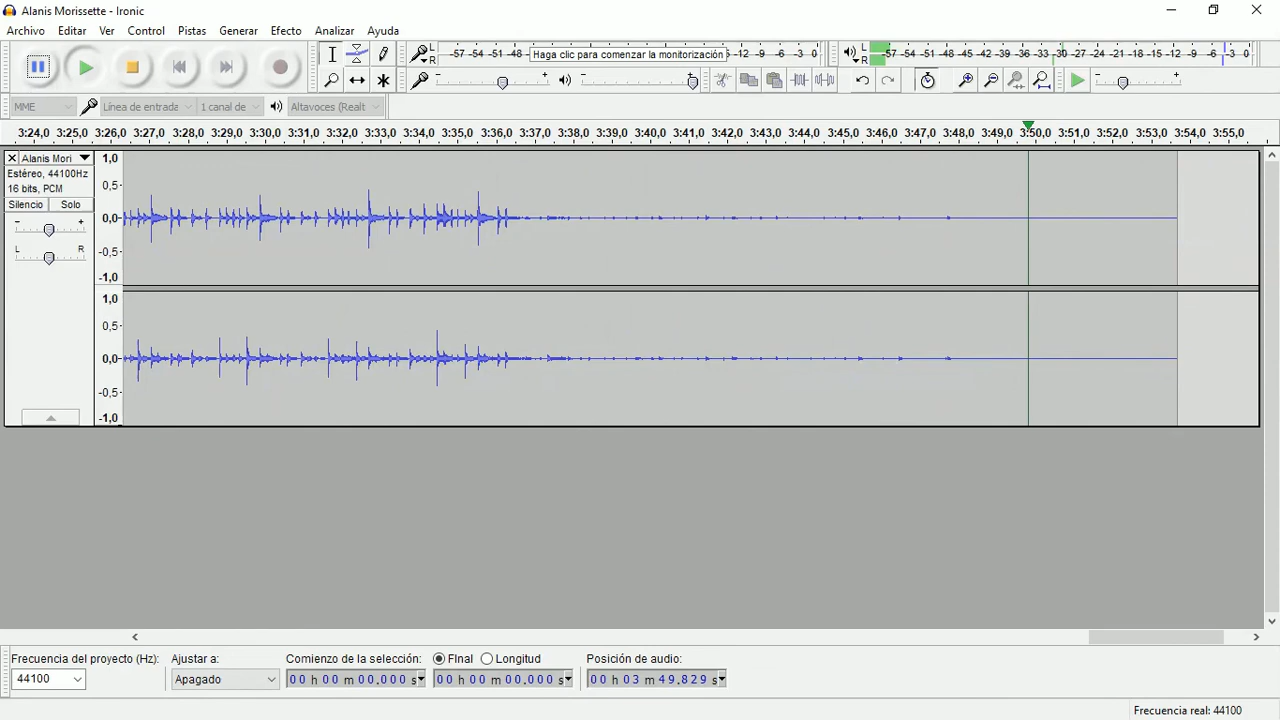 Alanis Morissette - Ironic
Archivo Editar Ver Control Pistas Generar Efecto Analizar Ayuda
L R -57 -54 -51 -48 Haga clic para comenzar la monitorización -12 -9 -6 -3 0
L R -57 -54 -51 -48 -45 -42 -39 -36 -33 -30 -27 -24 -21 -18 -15 -12 -9 -6 -3 0
- + - + - +
MME Línea de entrada 1 canal de Altavoces (Realt
3:24,0 3:25,0 3:26,0 3:27,0 3:28,0 3:29,0 3:30,0 3:31,0 3:32,0 3:33,0 3:34,0 3:35,0 3:36,0 3:37,0 3:38,0 3:39,0 3:40,0 3:41,0 3:42,0 3:43,0 3:44,0 3:45,0 3:46,0 3:47,0 3:48,0 3:49,0 3:50,0 3:51,0 3:52,0 3:53,0 3:54,0 3:55,0
Alanis Mori
Estéreo, 44100Hz
16 bits, PCM
Silencio Solo
- +
L R
1,0
0,5
0,0
-0,5
-1,0
1,0
0,5
0,0
-0,5
-1,0
Frecuencia del proyecto (Hz): Ajustar a: Comienzo de la selección: FInal Longitud Posición de audio:
44100 Apagado 00 h 00 m 00.000 s 00 h 00 m 00.000 s 00 h 03 m 49.829 s
Frecuencia real: 44100